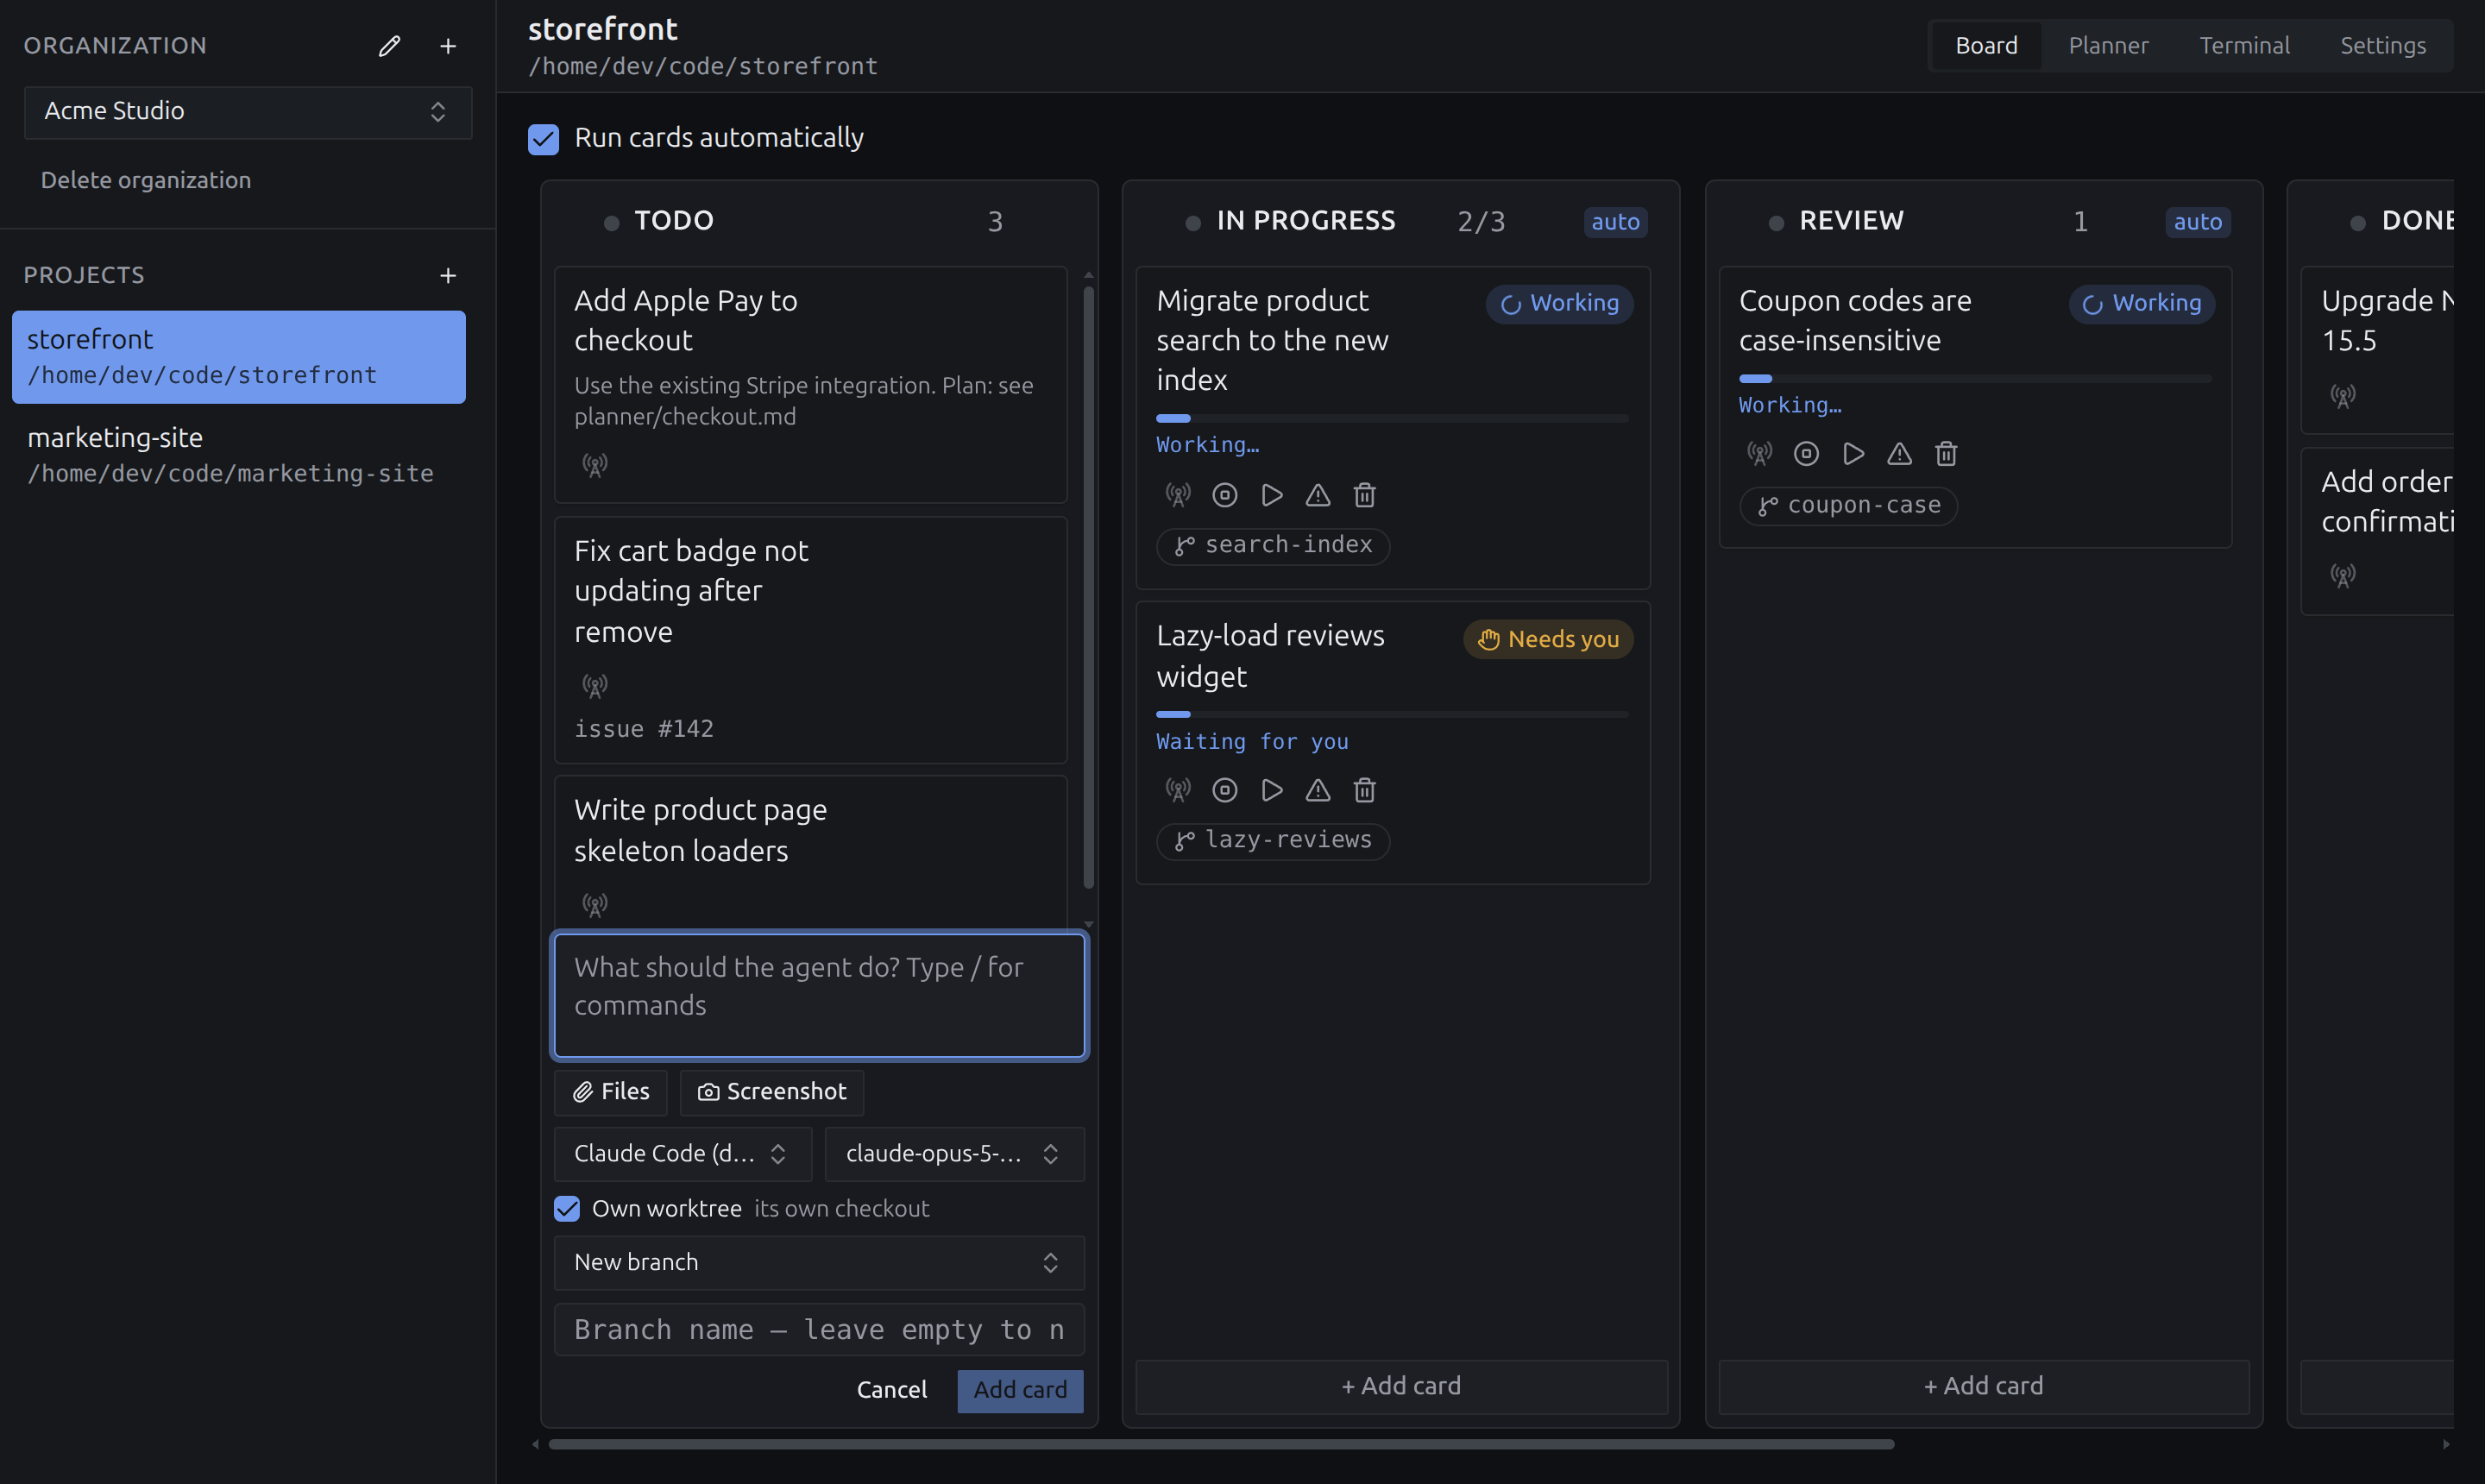 ORGANIZATION
Acme Studio
Delete organization
PROJECTS
storefront
/home/dev/code/storefront
marketing-site
/home/dev/code/marketing-site
storefront
/home/dev/code/storefront
Board Planner Terminal Settings
Run cards automatically
TODO 3
Add Apple Pay to
checkout
Use the existing Stripe integration. Plan: see
planner/checkout.md
Fix cart badge not
updating after
remove
issue #142
Write product page
skeleton loaders
What should the agent do? Type / for
commands
Files Screenshot
Claude Code (d… claude-opus-5-…
Own worktree its own checkout
New branch
Branch name — leave empty to n
Cancel Add card
IN PROGRESS 2/3 auto
Migrate product
search to the new
index
Working
Working…
search-index
Lazy-load reviews
widget
Needs you
Waiting for you
lazy-reviews
+ Add card
REVIEW 1 auto
Coupon codes are
case-insensitive
Working
Working…
coupon-case
+ Add card
DONE
Upgrade N
15.5
Add order
confirmati